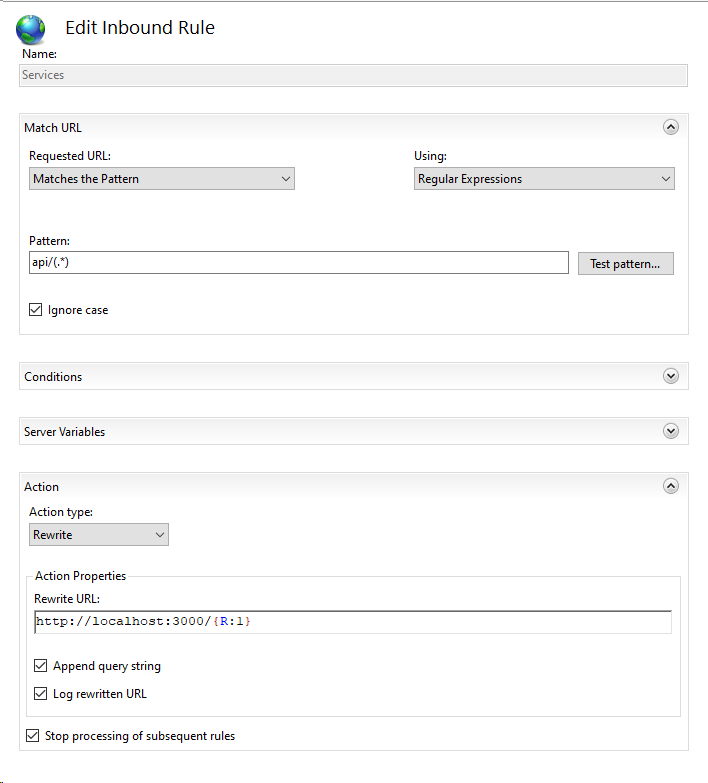 Edit Inbound Rule
Name:
Services
Match URL
Requested URL:
Using:
Matches the Pattern
Regular Expressions
Pattern:
api/(.*)
Test pattern...
Ignore case
Conditions
Server Variables
Action
Action type:
Rewrite
Action Properties
Rewrite URL:
http://localhost:3000/{R:1}
Append query string
Log rewritten URL
Stop processing of subsequent rules